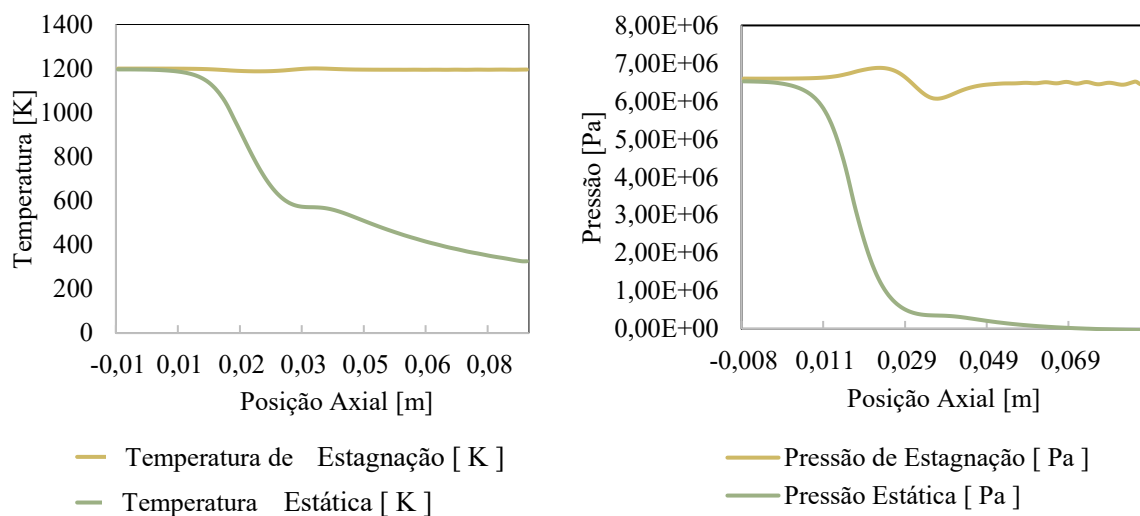 1400
1200
1000
800
600
400
200
0
Temperatura [K]
-0,01 0,01 0,02 0,03 0,05 0,06 0,08
Posição Axial [m]
Temperatura de Estagnação [ K ]
Temperatura Estática [ K ]
8,00E+06
7,00E+06
6,00E+06
5,00E+06
4,00E+06
3,00E+06
2,00E+06
1,00E+06
0,00E+06
Pressão [Pa]
-0,008 0,011 0,029 0,049 0,069
Posição Axial [m]
Pressão de Estagnação [ Pa ]
Pressão Estática [ Pa ]